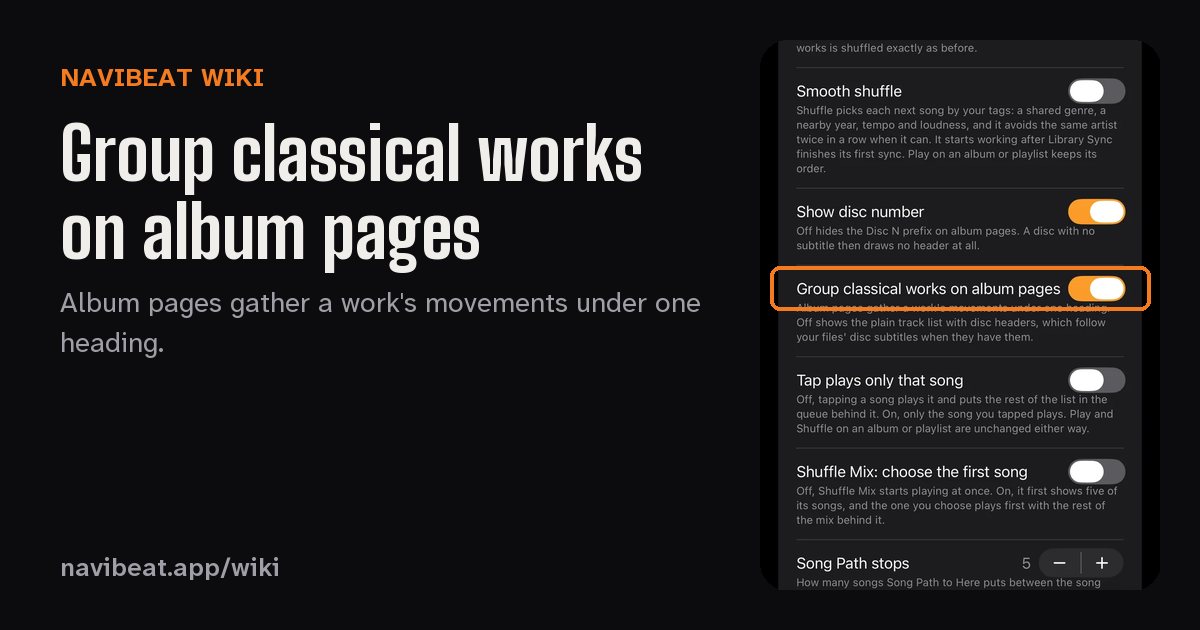 NAVIBEAT WIKI
Group classical works
on album pages
Album pages gather a work's movements under one
heading.
navibeat.app/wiki
works is shuffled exactly as before.
Smooth shuffle
Shuffle picks each next song by your tags: a shared genre, a
nearby year, tempo and loudness, and it avoids the same artist
twice in a row when it can. It starts working after Library Sync
finishes its first sync. Play on an album or playlist keeps its
order.
Show disc number
Off hides the Disc N prefix on album pages. A disc with no
subtitle then draws no header at all.
Group classical works on album pages
Album pages gather a work's movements under one heading.
Off shows the plain track list with disc headers, which follow
your files' disc subtitles when they have them.
Tap plays only that song
Off, tapping a song plays it and puts the rest of the list in the
queue behind it. On, only the song you tapped plays. Play and
Shuffle on an album or playlist are unchanged either way.
Shuffle Mix: choose the first song
Off, Shuffle Mix starts playing at once. On, it first shows five of
its songs, and the one you choose plays first with the rest of
the mix behind it.
Song Path stops 5 − +
How many songs Song Path to Here puts between the song